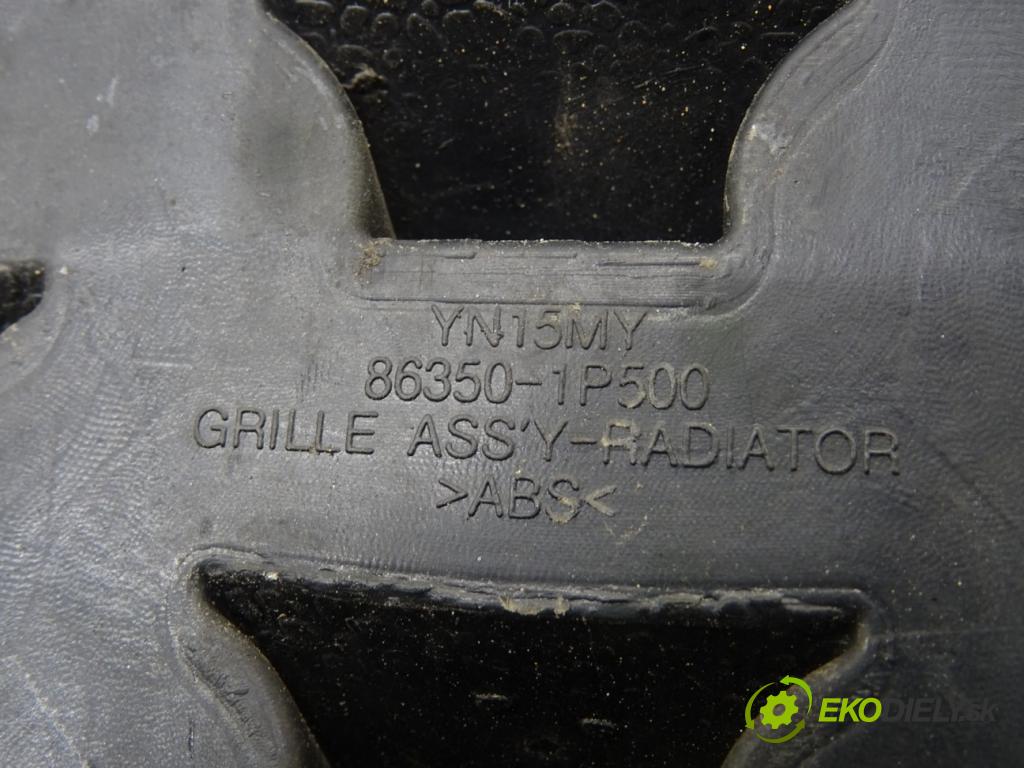 YN15MY
86350-1P500
GRILLE ASS'Y-RADIATOR
>ABS<
EKODIELY.sk